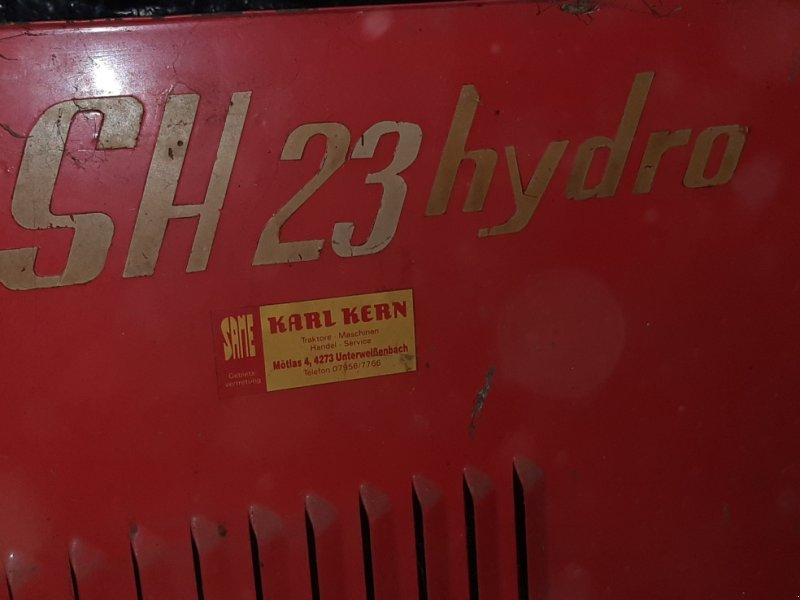 SH 23 hydro
SAME
Gebiets-
vertretung
KARL KERN
Traktore - Maschinen
Handel - Service
Mötlas 4, 4273 Unterweißenbach
Telefon 07956/7766